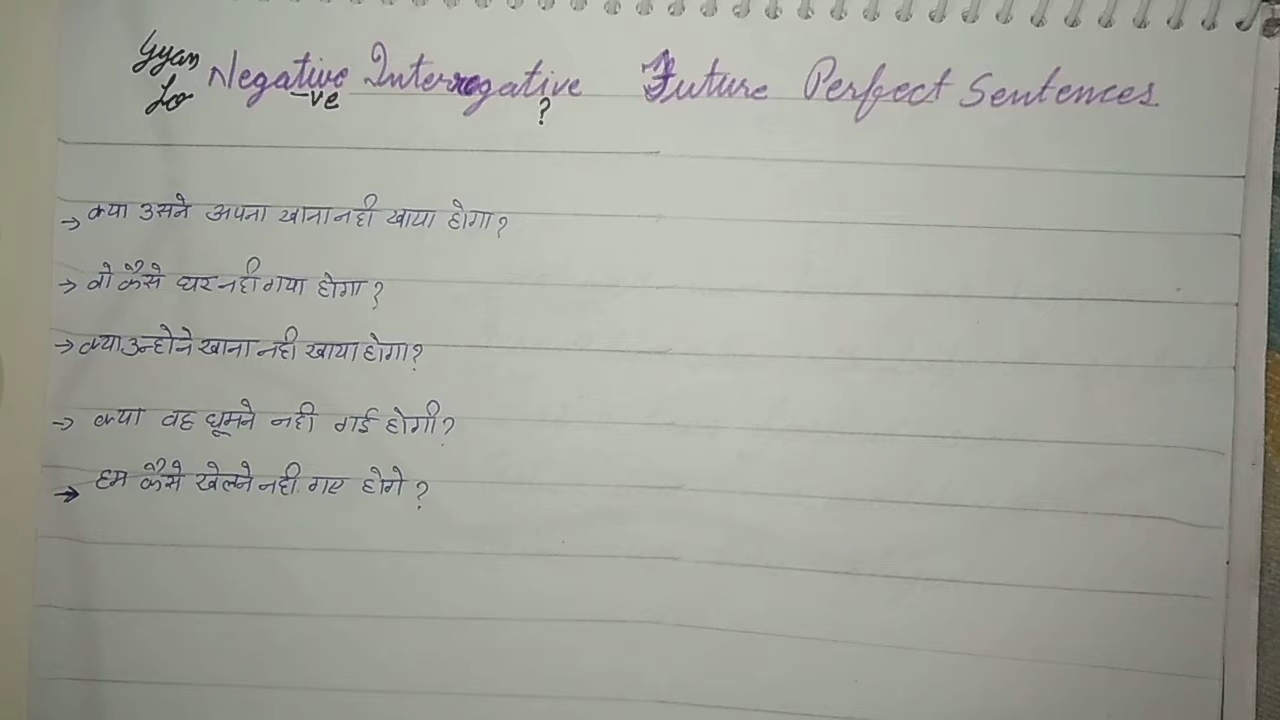 Gyan
Lo
Negative Interrogative Future Perfect Sentences
-ve
?
→ क्या उसने अपना खाना नही खाया होगा?
→ वो कैसे घर नही गया होगा?
→ क्या उन्होने खाना नही खाया होगा?
→ क्या वह घूमने नही गई होगी?
→ हम कैसे खेलने नही गए होगे?